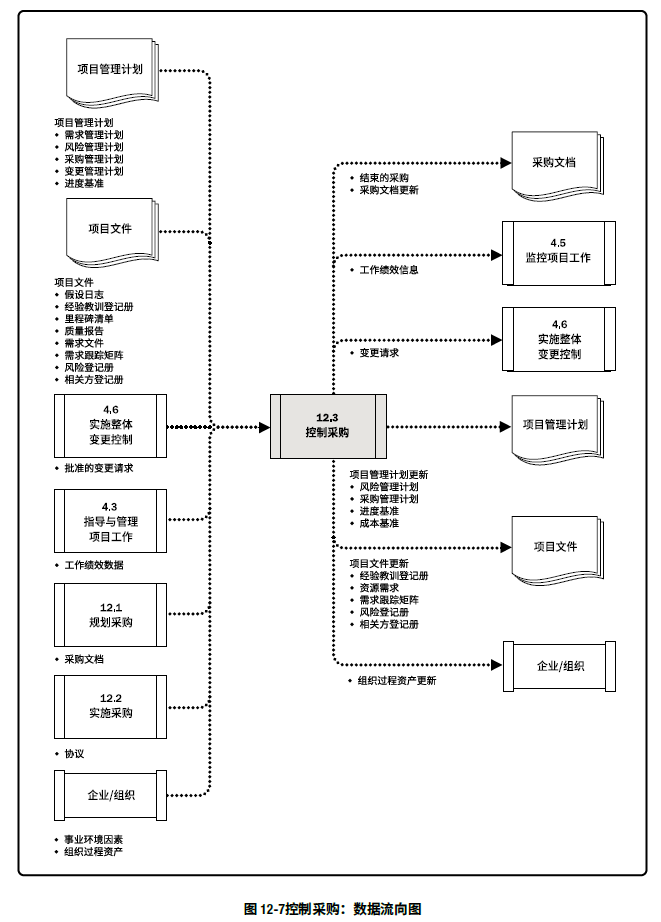 项目管理计划
项目管理计划
• 需求管理计划
• 风险管理计划
• 采购管理计划
• 变更管理计划
• 进度基准
项目文件
项目文件
• 假设日志
• 经验教训登记册
• 里程碑清单
• 质量报告
• 需求文件
• 需求跟踪矩阵
• 风险登记册
• 相关方登记册
4.6
实施整体
变更控制
• 批准的变更请求
4.3
指导与管理
项目工作
• 工作绩效数据
12.1
规划采购
• 采购文档
12.2
实施采购
• 协议
企业/组织
• 事业环境因素
• 组织过程资产
12.3
控制采购
• 结束的采购
• 采购文档更新
采购文档
• 工作绩效信息
4.5
监控项目工作
• 变更请求
4.6
实施整体
变更控制
项目管理计划
项目管理计划更新
• 风险管理计划
• 采购管理计划
• 进度基准
• 成本基准
项目文件
项目文件更新
• 经验教训登记册
• 资源需求
• 需求跟踪矩阵
• 风险登记册
• 相关方登记册
企业/组织
• 组织过程资产更新
图 12-7控制采购：数据流向图